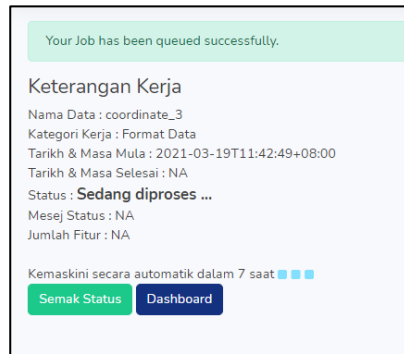 Your Job has been queued successfully.
Keterangan Kerja
Nama Data : coordinate_3
Kategori Kerja : Format Data
Tarikh & Masa Mula : 2021-03-19T11:42:49+08:00
Tarikh & Masa Selesai : NA
Status : Sedang diproses ...
Mesej Status : NA
Jumlah Fitur : NA
Kemaskini secara automatik dalam 7 saat
Semak Status Dashboard